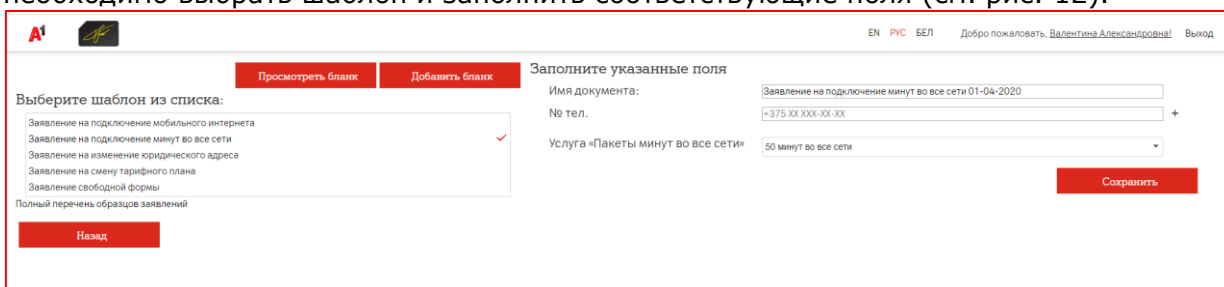 необходимо выбрать шаблон и заполнить соответствующие поля (см. рис. 12).
A1
EN РУС БЕЛ Добро пожаловать, Валентина Александровна! Выход
Просмотреть бланк Добавить бланк
Выберите шаблон из списка:
Заявление на подключение мобильного интернета
Заявление на подключение минут во все сети
Заявление на изменение юридического адреса
Заявление на смену тарифного плана
Заявление свободной формы
Полный перечень образцов заявлений
Назад
Заполните указанные поля
Имя документа: Заявление на подключение минут во все сети 01-04-2020
№ тел. +375 XX XXX-XX-XX +
Услуга «Пакеты минут во все сети» 50 минут во все сети
Сохранить